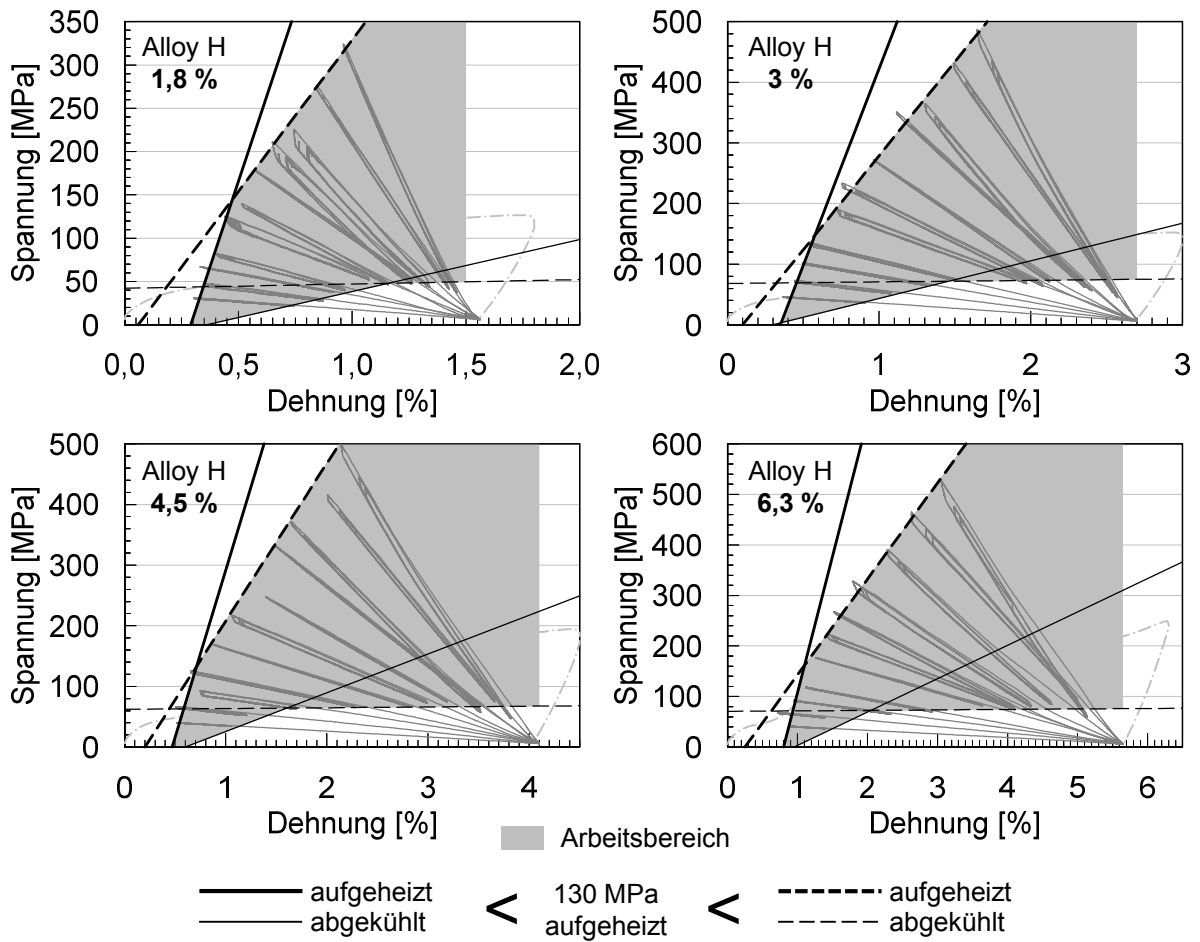 350
300
250
200
150
100
50
0
Spannung [MPa]
Alloy H
1,8 %
0,0 0,5 1,0 1,5 2,0
Dehnung [%]
500
400
300
200
100
0
Spannung [MPa]
Alloy H
3 %
0 1 2 3
Dehnung [%]
500
400
300
200
100
0
Spannung [MPa]
Alloy H
4,5 %
0 1 2 3 4
Dehnung [%]
600
500
400
300
200
100
0
Spannung [MPa]
Alloy H
6,3 %
0 1 2 3 4 5 6
Dehnung [%]
Arbeitsbereich
aufgeheizt < 130 MPa < aufgeheizt
abgekühlt aufgeheizt abgekühlt